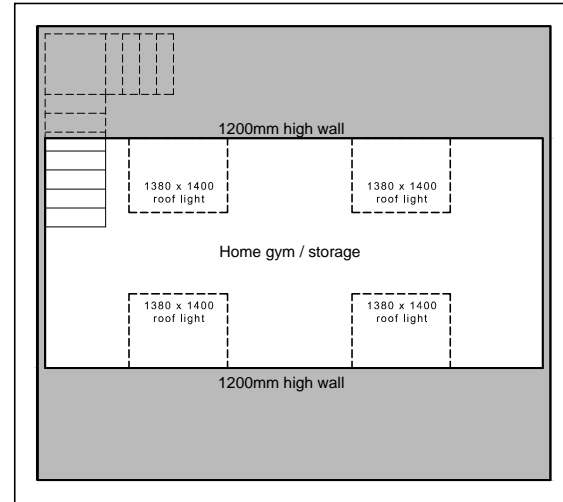 1200mm high wall
1380 x 1400
roof light
1380 x 1400
roof light
Home gym / storage
1380 x 1400
roof light
1380 x 1400
roof light
1200mm high wall